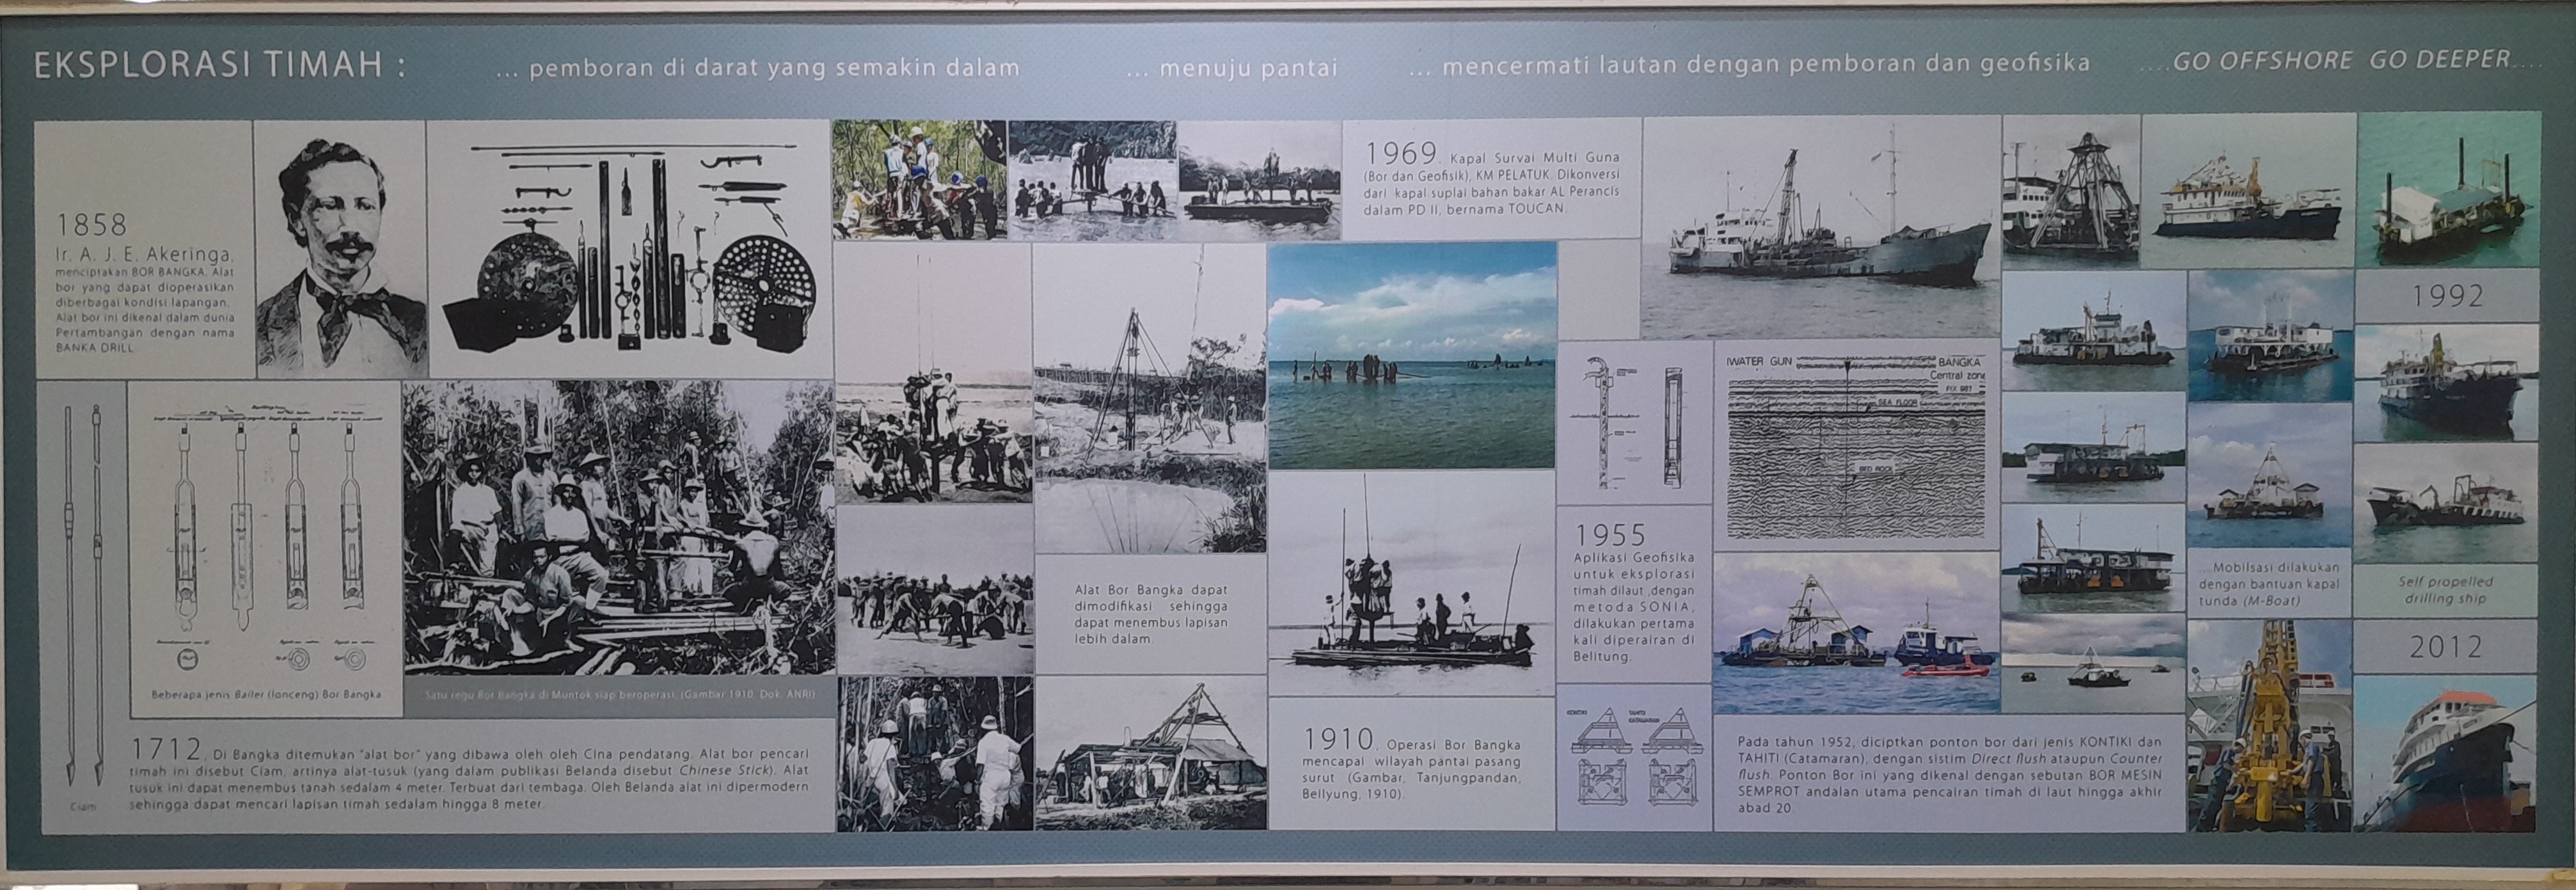 EKSPLORASI TIMAH :
... pemboran di darat yang semakin dalam
... menuju pantai
... mencermati lautan dengan pemboran dan geofisika
....GO OFFSHORE GO DEEPER....
1858
Ir. A. J. E. Akeringa,
menciptakan BOR BANGKA. Alat
bor yang dapat dioperasikan
diberbagai kondisi lapangan.
Alat bor ini dikenal dalam dunia
Pertambangan dengan nama
BANKA DRILL.
1969. Kapal Survai Multi Guna
(Bor dan Geofisik), KM PELATUK. Dikonversi
dari kapal suplai bahan bakar AL Perancis
dalam PD II, bernama TOUCAN.
1992
WATER GUN
BANGKA
Central zone
FIX 987
SEA FLOOR
BED ROCK
1955
Aplikasi Geofisika
untuk eksplorasi
timah dilaut ,dengan
metoda SONIA,
dilakukan pertama
kali diperairan di
Belitung.
Alat Bor Bangka dapat
dimodifikasi sehingga
dapat menembus lapisan
lebih dalam.
...Mobilsasi dilakukan
dengan bantuan kapal
tunda (M-Boat)
Self propelled
drilling ship
2012
Beberapa jenis Bailer (lonceng) Bor Bangka
Satu regu Bor Bangka di Muntok siap beroperasi. (Gambar 1910. Dok. ANRI)
Ciam
1712. Di Bangka ditemukan "alat bor" yang dibawa oleh oleh Cina pendatang. Alat bor pencari
timah ini disebut Ciam, artinya alat-tusuk (yang dalam publikasi Belanda disebut Chinese Stick). Alat
tusuk ini dapat menembus tanah sedalam 4 meter. Terbuat dari tembaga. Oleh Belanda alat ini dipermodern
sehingga dapat mencari lapisan timah sedalam hingga 8 meter.
1910. Operasi Bor Bangka
mencapai wilayah pantai pasang
surut (Gambar, Tanjungpandan,
Bellyung, 1910).
KONTIKI
TAHITI
KATAMARAN
Pada tahun 1952, diciptkan ponton bor dari jenis KONTIKI dan
TAHITI (Catamaran), dengan sistim Direct flush ataupun Counter
flush. Ponton Bor ini yang dikenal dengan sebutan BOR MESIN
SEMPROT andalan utama pencairan timah di laut hingga akhir
abad 20.